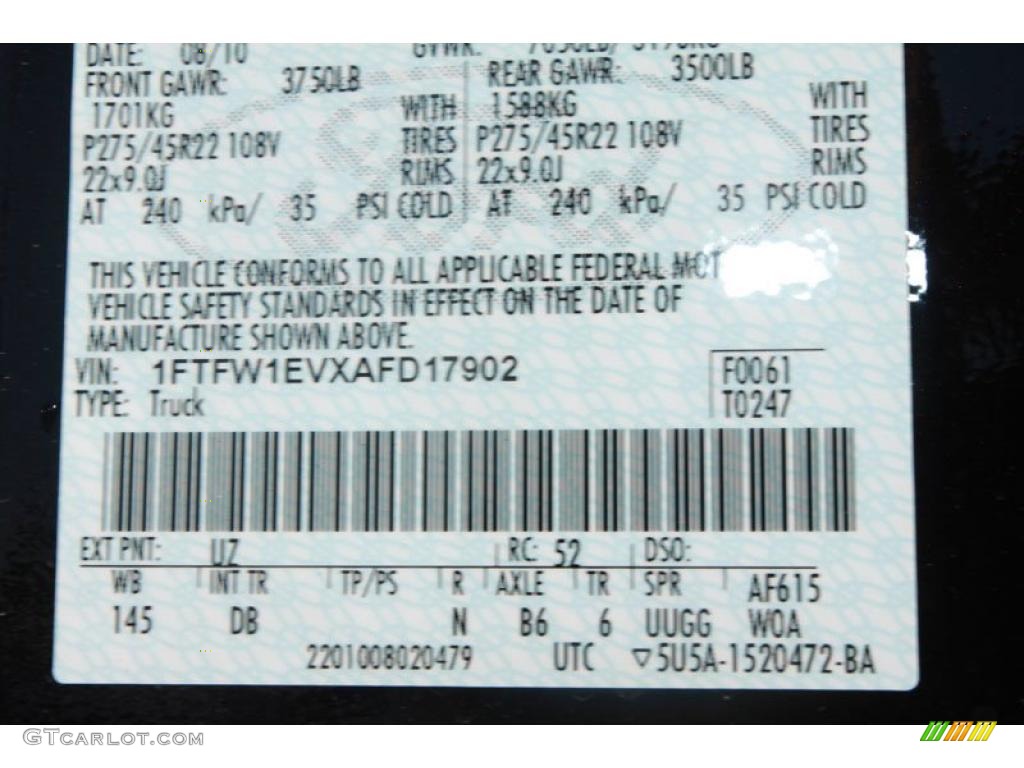 DATE: 08/10 GVWR:
FRONT GAWR: 3750LB REAR GAWR: 3500LB
1701KG WITH 1588KG WITH
P275/45R22 108V TIRES P275/45R22 108V TIRES
22x9.0J RIMS 22x9.0J RIMS
AT 240 kPa/ 35 PSI COLD AT 240 kPa/ 35 PSI COLD
THIS VEHICLE CONFORMS TO ALL APPLICABLE FEDERAL MOT
VEHICLE SAFETY STANDARDS IN EFFECT ON THE DATE OF
MANUFACTURE SHOWN ABOVE.
VIN: 1FTFW1EVXAFD17902 F0061
TYPE: Truck T0247
EXT PNT: UZ RC: 52 DSO:
WB INT TR TP/PS R AXLE TR SPR AF615
145 DB N B6 6 UUGG WOA
2201008020479 UTC ▽5U5A-1520472-BA
GTCARLOT.COM